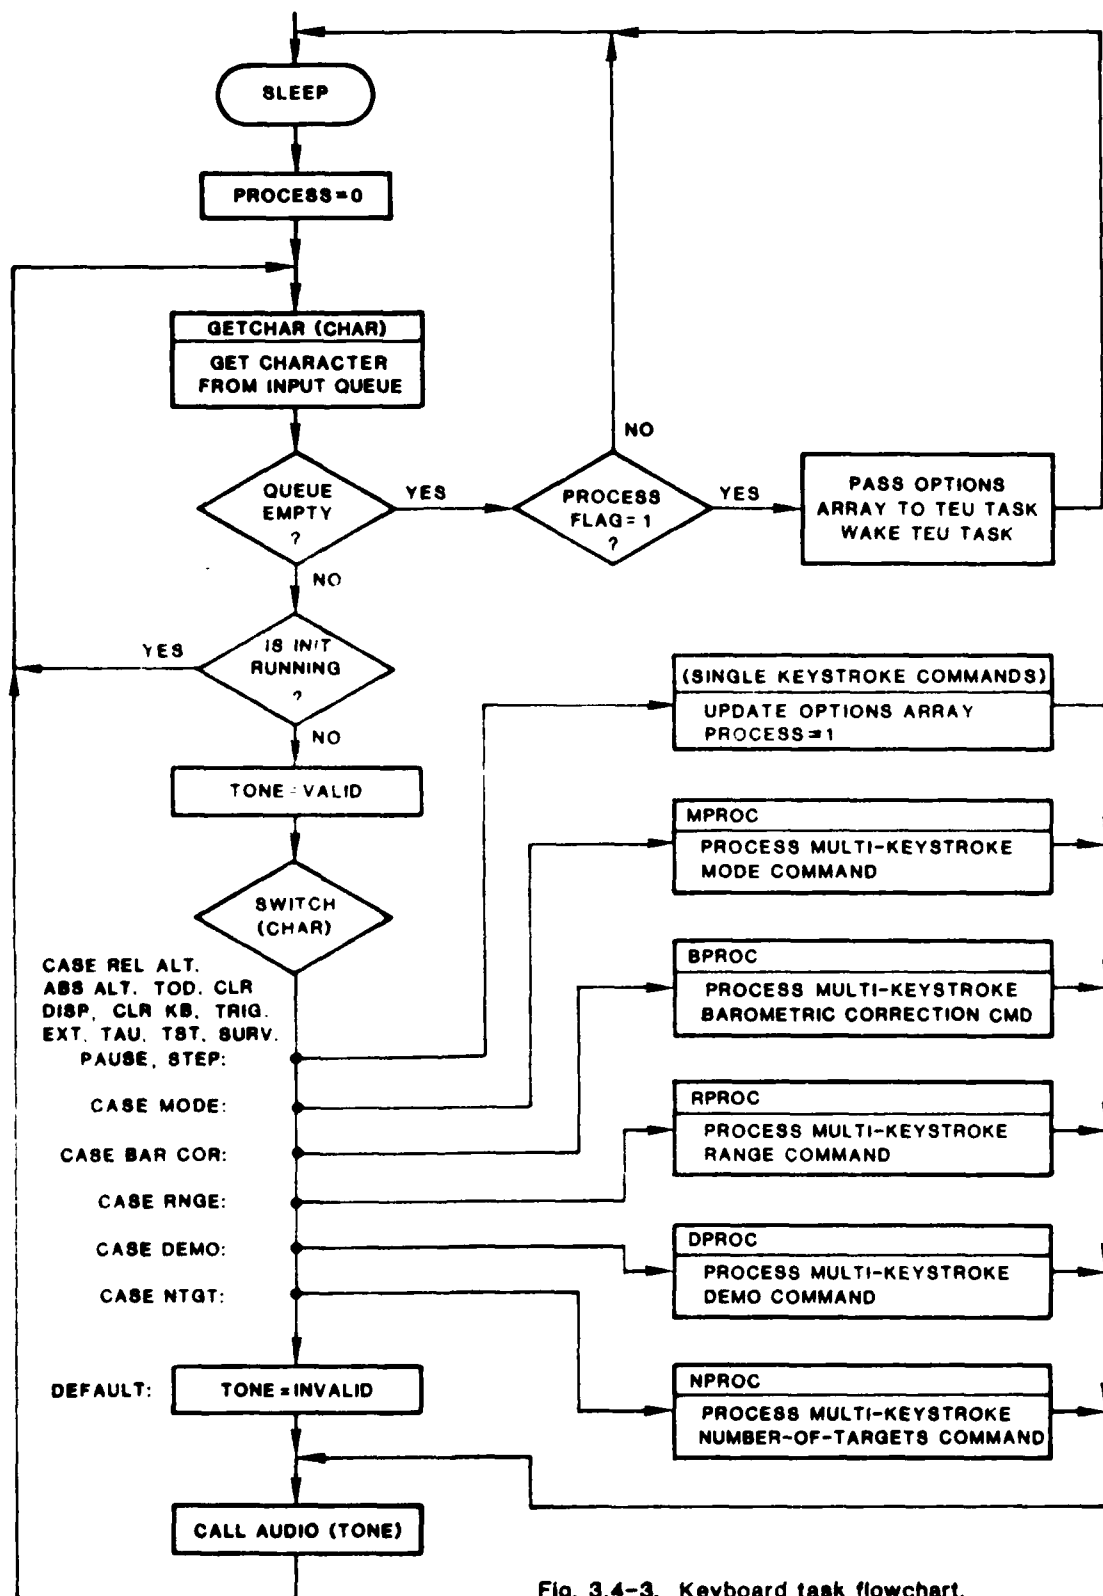 SLEEP
PROCESS=0
GETCHAR (CHAR)
GET CHARACTER
FROM INPUT QUEUE
QUEUE
EMPTY
?
YES
NO
PROCESS
FLAG=1
?
NO
YES
PASS OPTIONS
ARRAY TO TEU TASK
WAKE TEU TASK
IS INIT
RUNNING
?
YES
NO
TONE=VALID
SWITCH
(CHAR)
(SINGLE KEYSTROKE COMMANDS)
UPDATE OPTIONS ARRAY
PROCESS=1
MPROC
PROCESS MULTI-KEYSTROKE
MODE COMMAND
BPROC
PROCESS MULTI-KEYSTROKE
BAROMETRIC CORRECTION CMD
RPROC
PROCESS MULTI-KEYSTROKE
RANGE COMMAND
DPROC
PROCESS MULTI-KEYSTROKE
DEMO COMMAND
NPROC
PROCESS MULTI-KEYSTROKE
NUMBER-OF-TARGETS COMMAND
CASE REL ALT.
ABS ALT. TOD. CLR
DISP, CLR KB, TRIG.
EXT. TAU. TST. SURV.
PAUSE, STEP:
CASE MODE:
CASE BAR COR:
CASE RNGE:
CASE DEMO:
CASE NTGT:
DEFAULT:
TONE=INVALID
CALL AUDIO (TONE)
Fig. 3.4-3. Keyboard task flowchart.